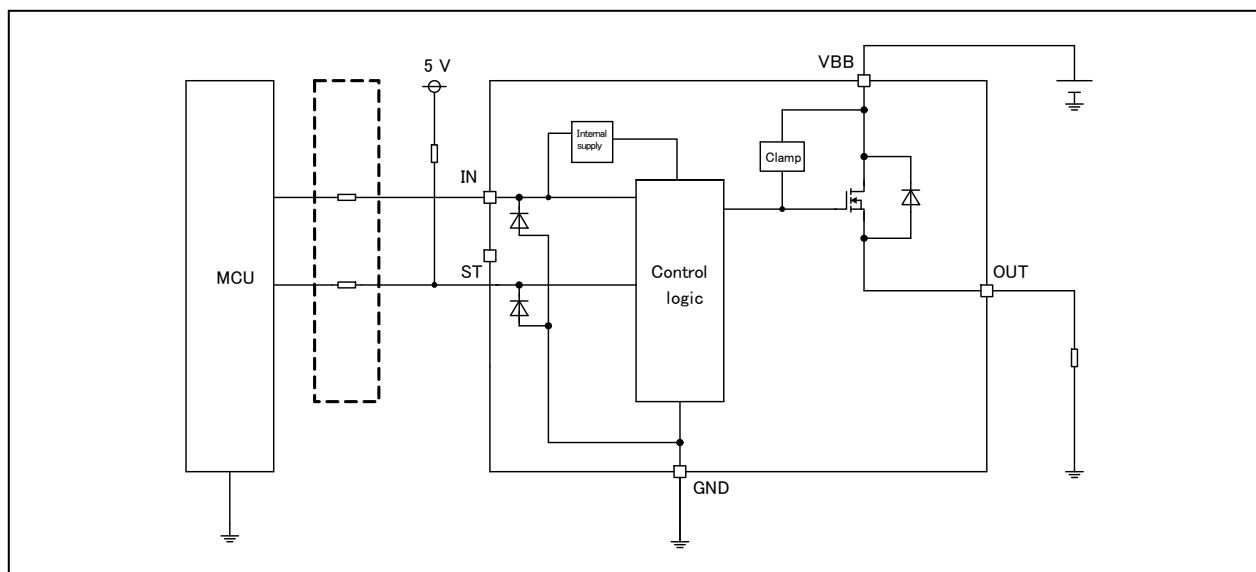 VBB
5 V
Internal
supply
Clamp
IN
ST
MCU
Control
logic
OUT
GND